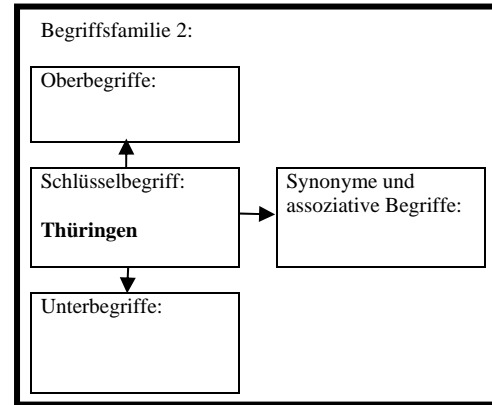 Begriffsfamilie 2:
Oberbegriffe:
Schlüsselbegriff:
Thüringen
Synonyme und
assoziative Begriffe:
Unterbegriffe: